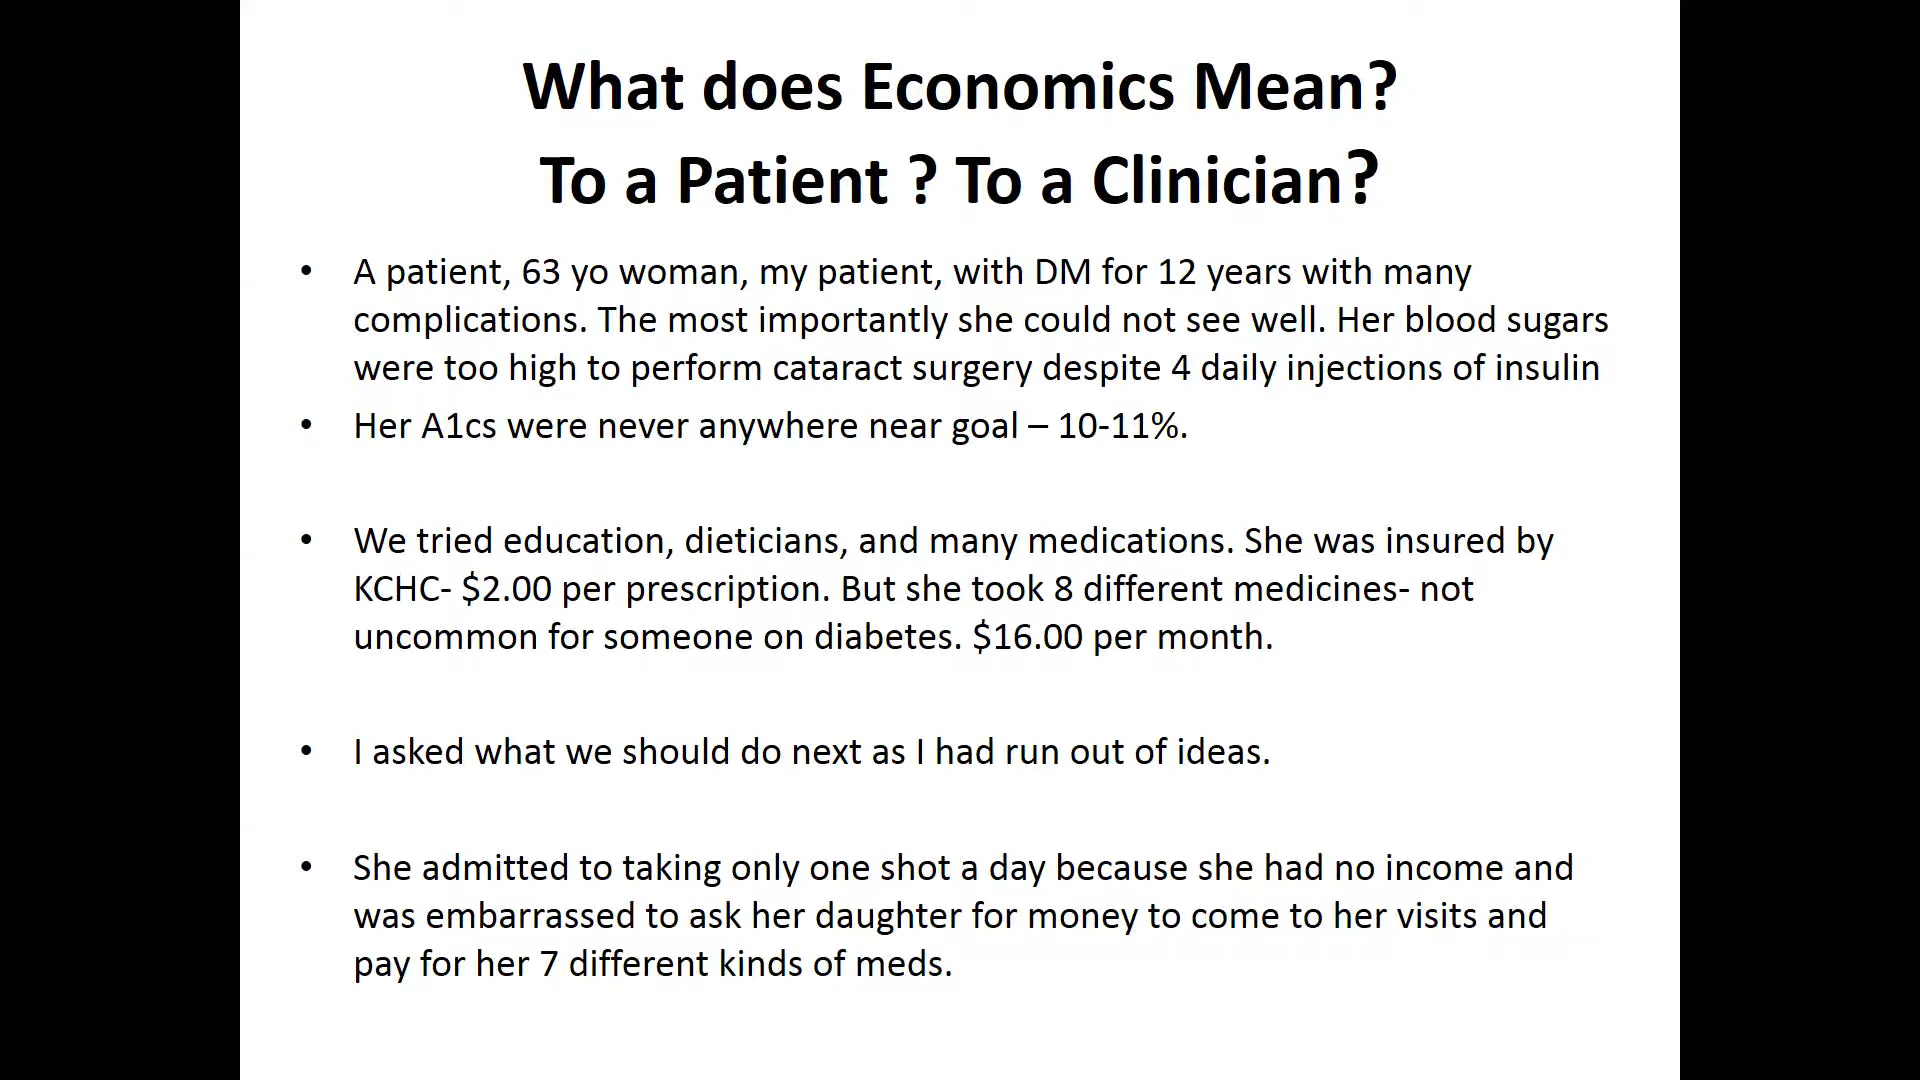 What does Economics Mean?
To a Patient ? To a Clinician?
• A patient, 63 yo woman, my patient, with DM for 12 years with many
complications. The most importantly she could not see well. Her blood sugars
were too high to perform cataract surgery despite 4 daily injections of insulin
• Her A1cs were never anywhere near goal – 10-11%.
• We tried education, dieticians, and many medications. She was insured by
KCHC- $2.00 per prescription. But she took 8 different medicines- not
uncommon for someone on diabetes. $16.00 per month.
• I asked what we should do next as I had run out of ideas.
• She admitted to taking only one shot a day because she had no income and
was embarrassed to ask her daughter for money to come to her visits and
pay for her 7 different kinds of meds.